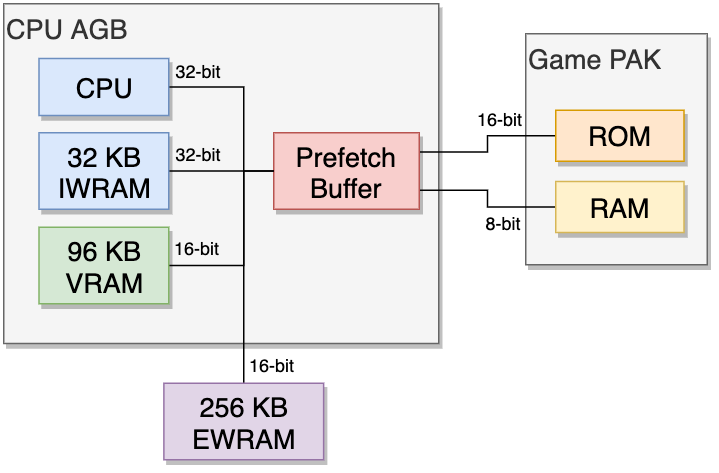 CPU AGB
CPU
32-bit
32 KB
IWRAM
32-bit
96 KB
VRAM
16-bit
Prefetch
Buffer
16-bit
256 KB
EWRAM
Game PAK
16-bit
ROM
8-bit
RAM